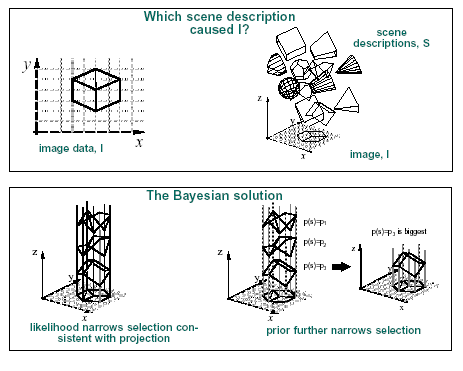 Which scene description
caused I?
y
x
image data, I
scene
descriptions, S
z
y
x
image, I
The Bayesian solution
z
y
x
likelihood narrows selection con-
sistent with projection
p(s)=p1
p(s)=p2
p(s)=p3
z
y
x
p(s)=p3 is biggest
z
y
x
prior further narrows selection